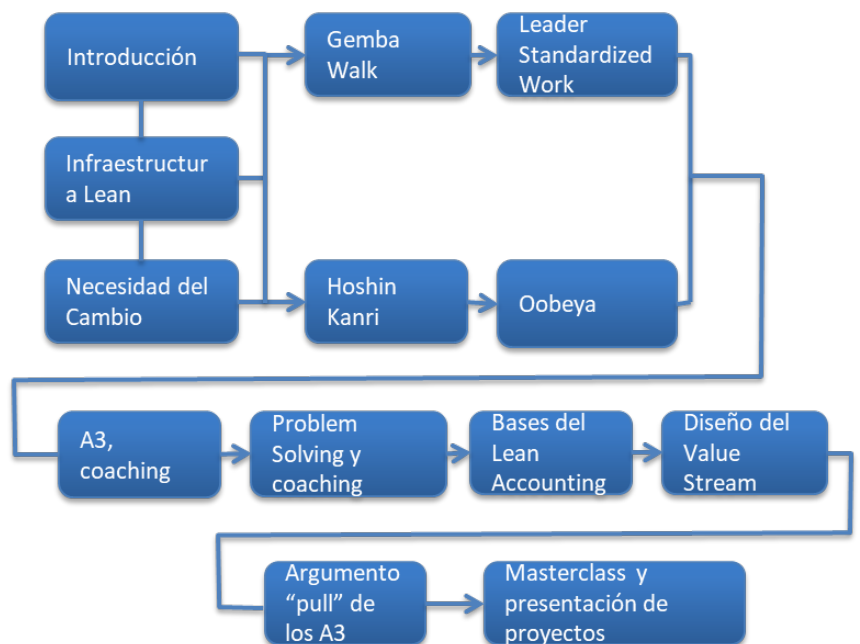 Introducción
Gemba
Walk
Leader
Standardized
Work
Infraestructur
a Lean
Necesidad del
Cambio
Hoshin
Kanri
Oobeya
A3,
coaching
Problem
Solving y
coaching
Bases del
Lean
Accounting
Diseño del
Value
Stream
Argumento
“pull” de
los A3
Masterclass y
presentación de
proyectos